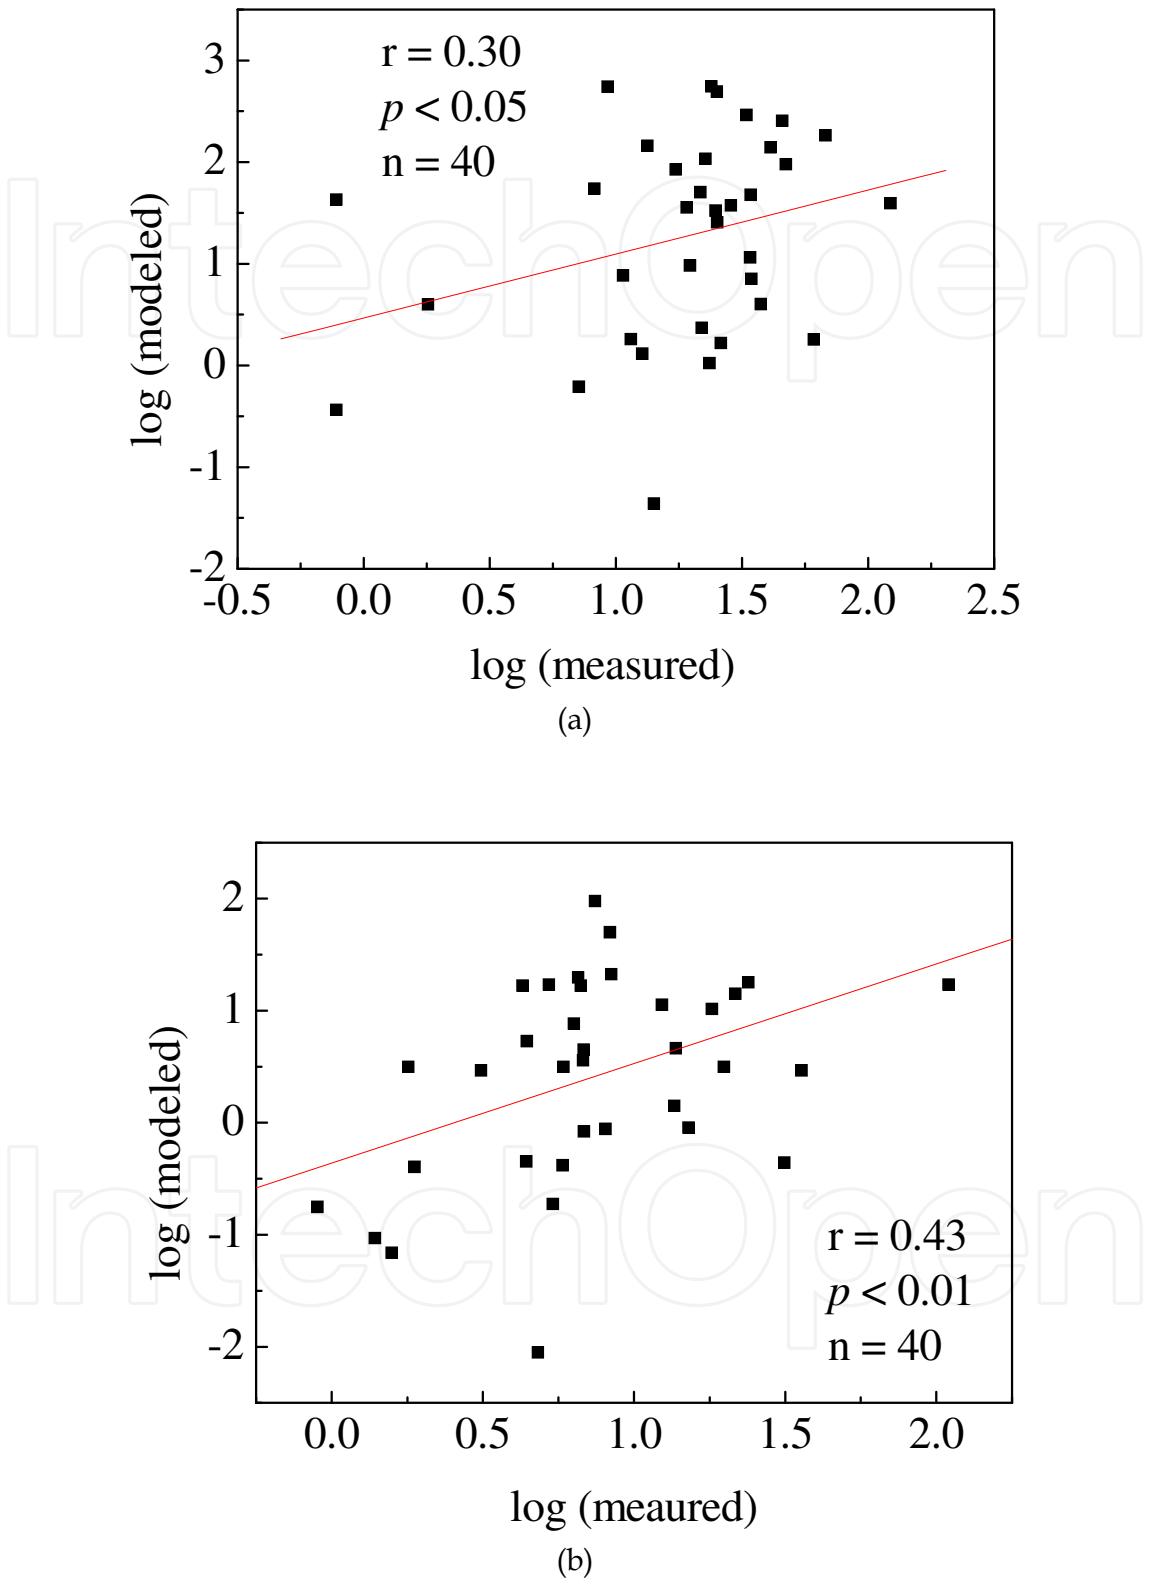 r = 0.30
p < 0.05
n = 40
3
2
1
0
-1
-2
log (modeled)
-0.5 0.0 0.5 1.0 1.5 2.0 2.5
log (measured)
(a)
IntechOpen
2
1
0
-1
-2
log (modeled)
r = 0.43
p < 0.01
n = 40
0.0 0.5 1.0 1.5 2.0
log (meaured)
(b)
IntechOpen